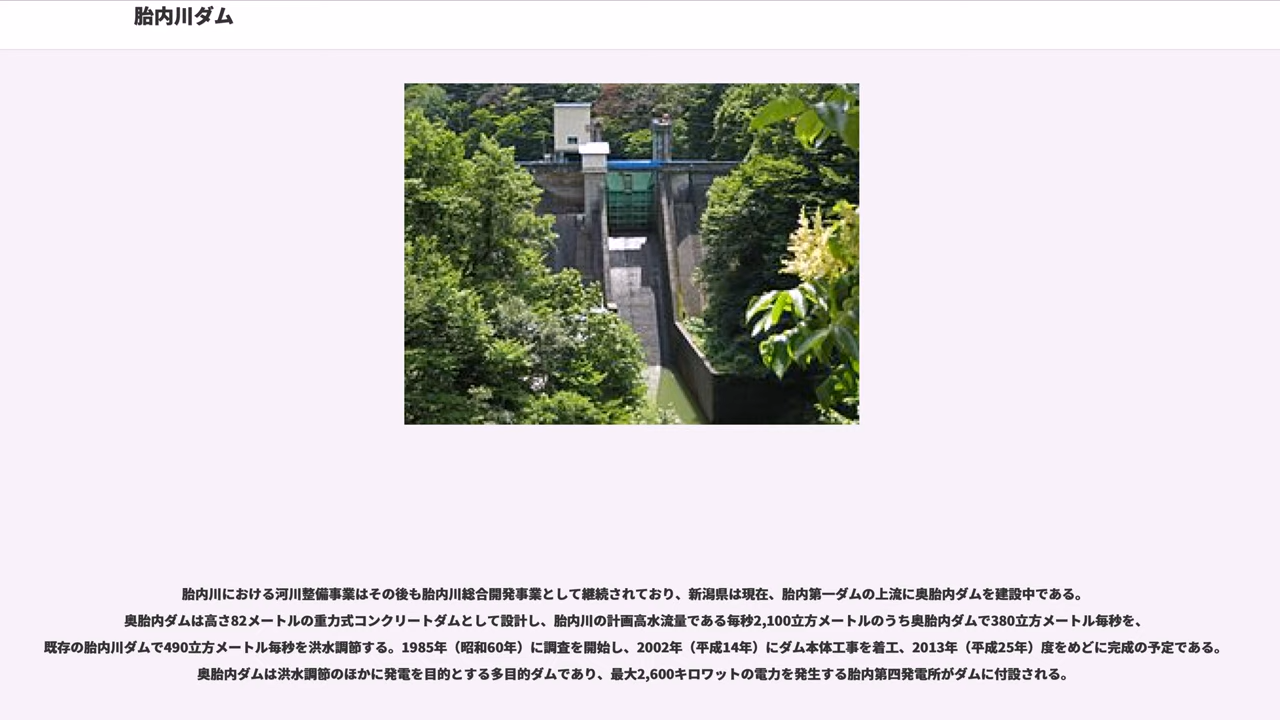 胎内川ダム
胎内川における河川整備事業はその後も胎内川総合開発事業として継続されており、新潟県は現在、胎内第一ダムの上流に奥胎内ダムを建設中である。
奥胎内ダムは高さ82メートルの重力式コンクリートダムとして設計し、胎内川の計画高水流量である毎秒2,100立方メートルのうち奥胎内ダムで380立方メートル毎秒を、
既存の胎内川ダムで490立方メートル毎秒を洪水調節する。1985年（昭和60年）に調査を開始し、2002年（平成14年）にダム本体工事を着工、2013年（平成25年）度をめどに完成の予定である。
奥胎内ダムは洪水調節のほかに発電を目的とする多目的ダムであり、最大2,600キロワットの電力を発生する胎内第四発電所がダムに付設される。